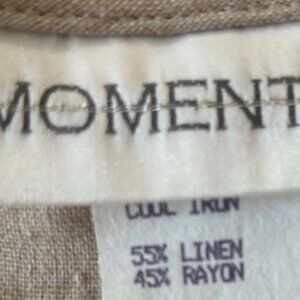 MOMENT
COOL IRON
55% LINEN
45% RAYON